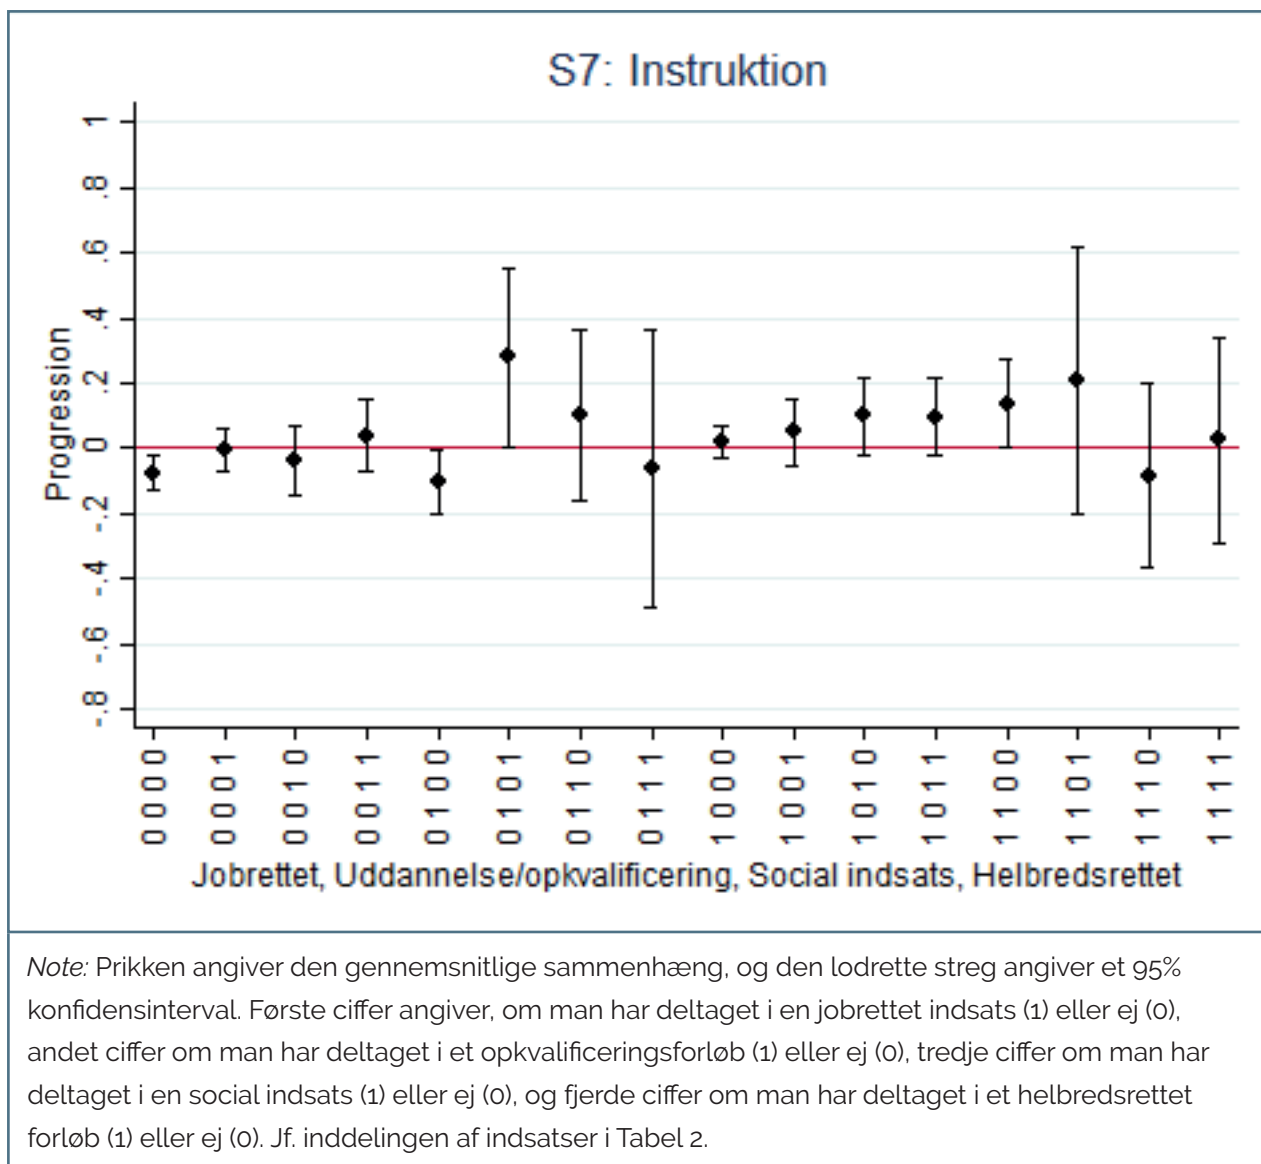 S7: Instruktion
Progression
1
.8
.6
.4
.2
0
-.2
-.4
-.6
-.8
0 0 0 0
0 0 0 1
0 0 1 0
0 0 1 1
0 1 0 0
0 1 0 1
0 1 1 0
0 1 1 1
1 0 0 0
1 0 0 1
1 0 1 0
1 0 1 1
1 1 0 0
1 1 0 1
1 1 1 0
1 1 1 1
Jobrettet, Uddannelse/opkvalificering, Social indsats, Helbredsrettet
Note: Prikken angiver den gennemsnitlige sammenhæng, og den lodrette streg angiver et 95%
konfidensinterval. Første ciffer angiver, om man har deltaget i en jobrettet indsats (1) eller ej (0),
andet ciffer om man har deltaget i et opkvalificeringsforløb (1) eller ej (0), tredje ciffer om man har
deltaget i en social indsats (1) eller ej (0), og fjerde ciffer om man har deltaget i et helbredsrettet
forløb (1) eller ej (0). Jf. inddelingen af indsatser i Tabel 2.